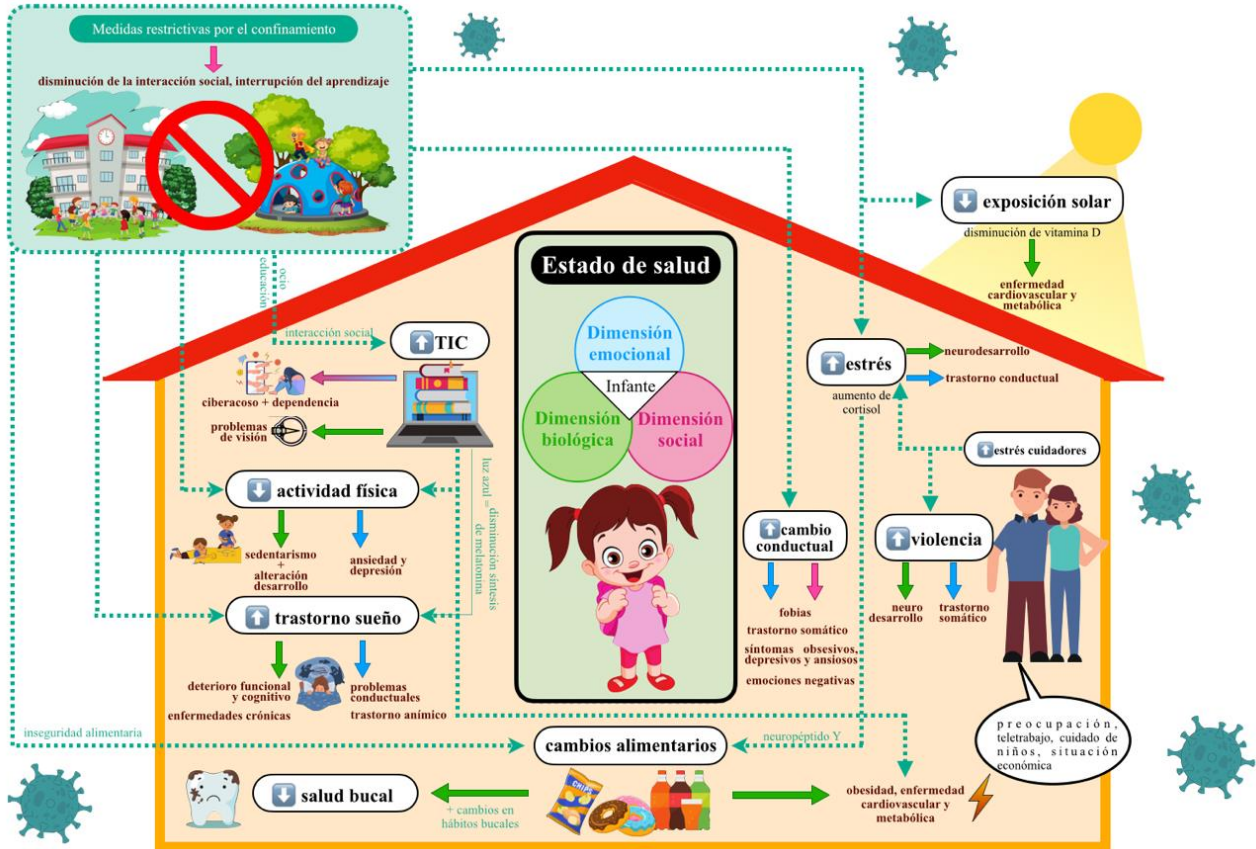 Medidas restrictivas por el confinamiento
disminución de la interacción social, interrupción del aprendizaje
exposición solar
disminución de vitamina D
enfermedad
cardiovascular y
metabólica
Estado de salud
Dimensión
emocional
Infante
Dimensión
biológica
Dimensión
social
ocio
educación
interacción social
TIC
ciberacoso + dependencia
problemas
de visión
estrés
aumento de
cortisol
neurodesarrollo
trastorno conductual
estrés cuidadores
actividad física
sedentarismo
+
alteración
desarrollo
ansiedad y
depresión
luz azul = disminución síntesis
de melatonina
trastorno sueño
deterioro funcional
y cognitivo
enfermedades crónicas
problemas
conductuales
trastorno anímico
cambio
conductual
fobias
trastorno somático
síntomas obsesivos,
depresivos y ansiosos
emociones negativas
violencia
neuro
desarrollo
trastorno
somático
preocupación,
teletrabajo, cuidado de
niños, situación
económica
inseguridad alimentaria
cambios alimentarios
neuropéptido Y
salud bucal
+ cambios en
hábitos bucales
CHIPS
obesidad, enfermedad
cardiovascular y
metabólica